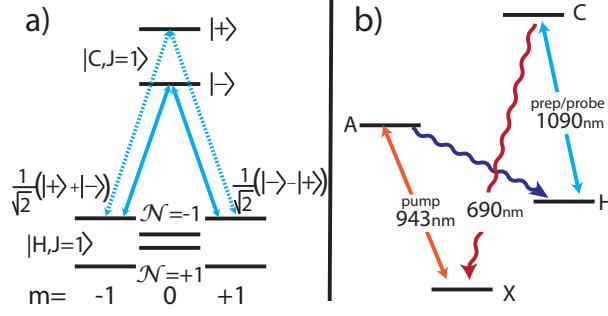 a)
|+⟩
|C,J=1⟩
|−⟩
1/√2(|+⟩+|−⟩)
1/√2(|−⟩−|+⟩)
𝒩=-1
|H,J=1⟩
𝒩=+1
m= -1 0 +1
b)
C
prep/probe
1090nm
A
H
pump
943nm
690nm
X